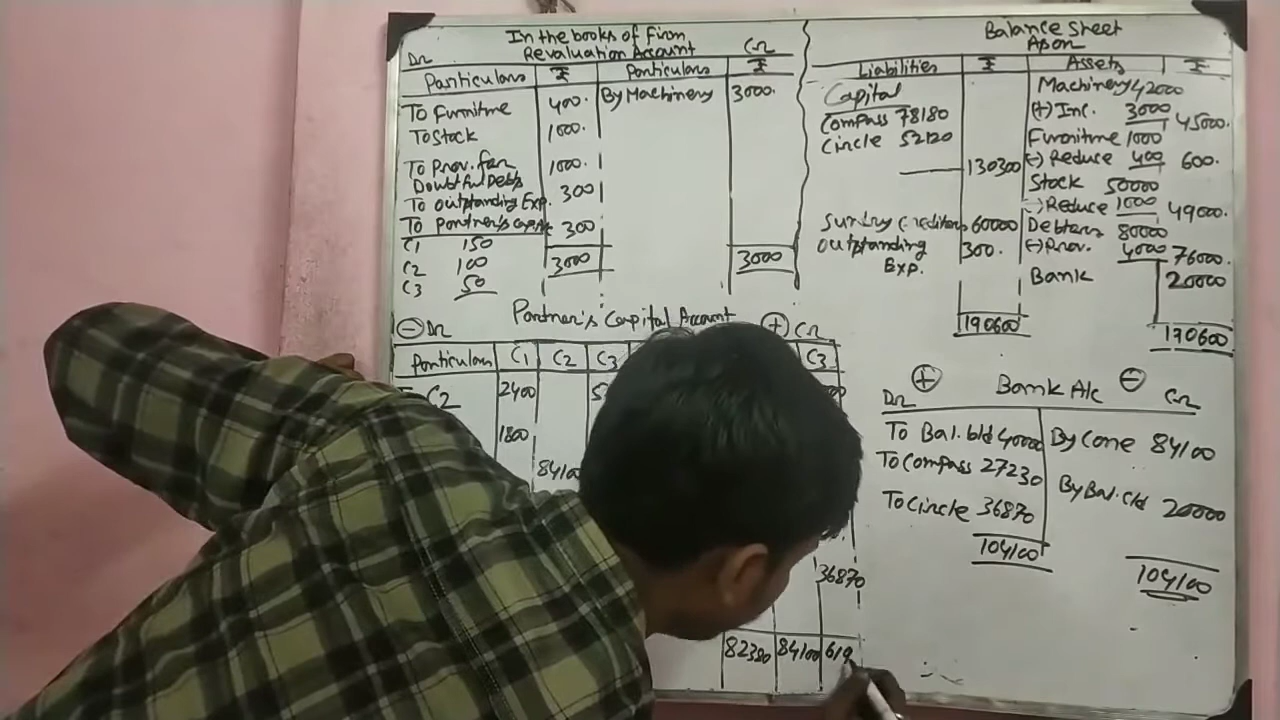 In the books of Firm
Revaluation Account
Dr Cr
Particulars ₹ Particulars ₹
To Furniture 400. By Machinery 3000.
To Stock 1000.
To Prov. for 1000.
Doubtful Debts
To outstanding Exp. 300
To Partner's Capital 300
C1 150
C2 100 3000 3000
C3 50
Balance Sheet
As on
Liabilities ₹ Assets ₹
Capital Machinery 42000
Compass 78180 (+) Inc. 3000 45000.
Circle 52120 Furniture 1000
130300 (-) Reduce 400 600.
Stock 50000
(-) Reduce 1000 49000.
Sundry Creditors 60000 Debtors 80000
outstanding 300. (-) Prov. 4000 76000.
Exp. Bank 20000
190600 190600
Partner's Capital Account
- Dr + Cr
Particulars C1 C2 C3 C3
C2 2400
1800
84100
36870
82380 84100 619
+ Bank A/c -
Dr Cr
To Bal. b/d 40000 By Cone 84100
To Compass 27230
By Bal. c/d 20000
To Circle 36870
104100 104100